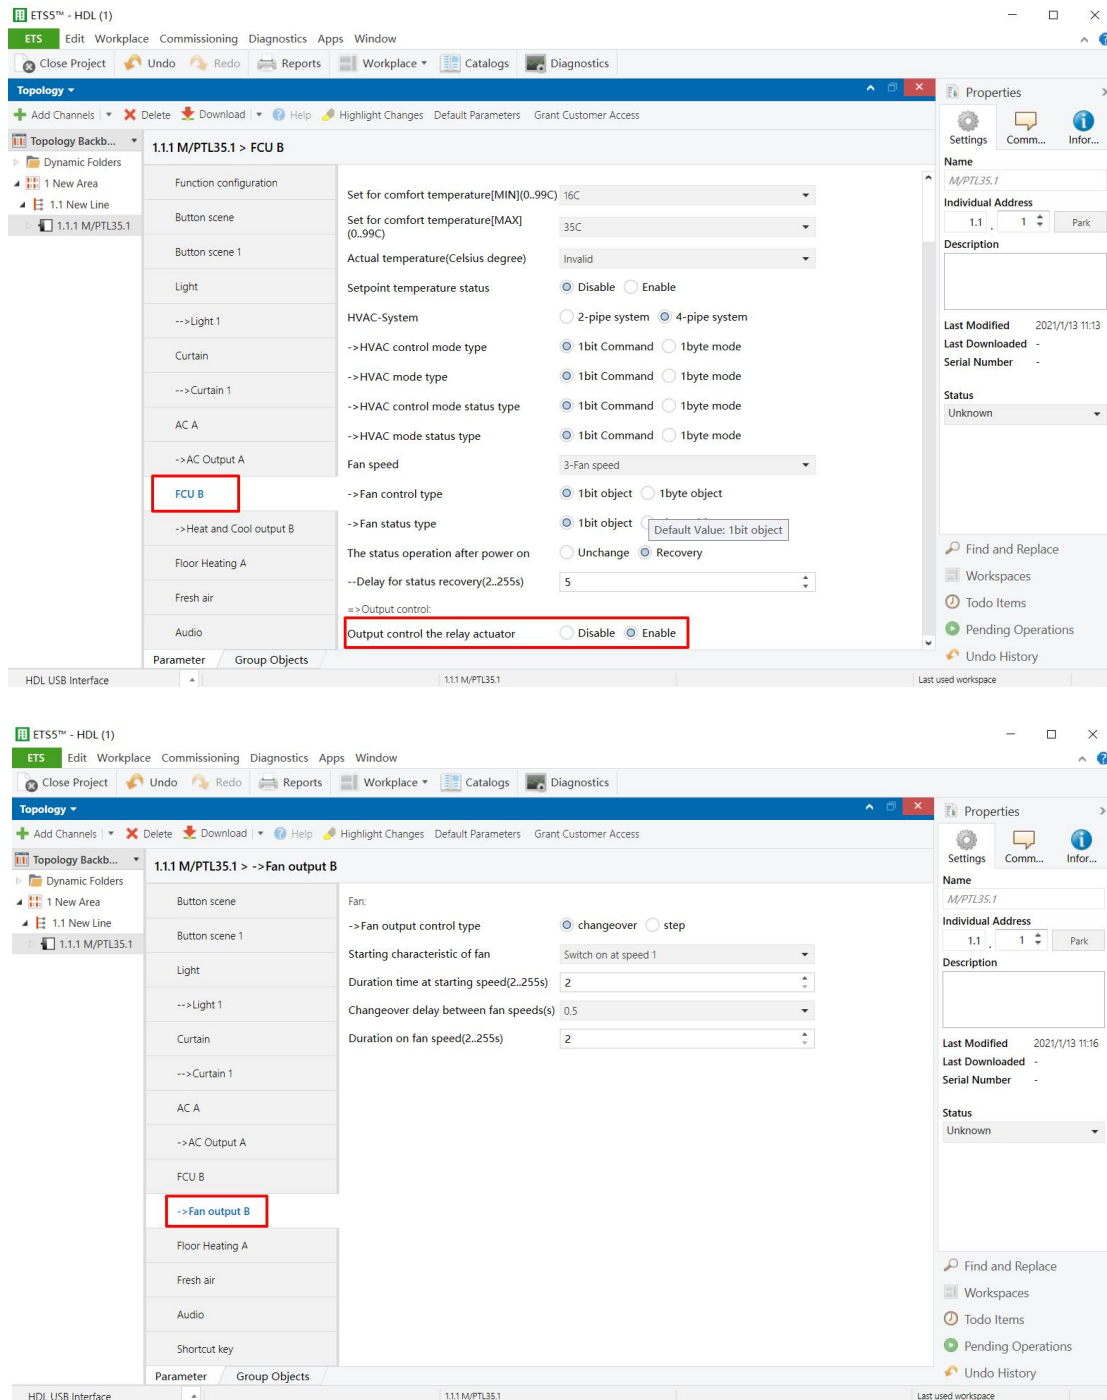 ETS5™ - HDL (1)
ETS Edit Workplace Commissioning Diagnostics Apps Window
Close Project Undo Redo Reports Workplace Catalogs Diagnostics
Topology
Add Channels Delete Download Help Highlight Changes Default Parameters Grant Customer Access
Topology Backb...
Dynamic Folders
1 New Area
1.1 New Line
1.1.1 M/PTL35.1
1.1.1 M/PTL35.1 > FCU B
Function configuration
Button scene
Button scene 1
Light
-->Light 1
Curtain
-->Curtain 1
AC A
->AC Output A
FCU B
->Heat and Cool output B
Floor Heating A
Fresh air
Audio
Set for comfort temperature[MIN](0..99C) 16C
Set for comfort temperature[MAX]
(0..99C) 35C
Actual temperature(Celsius degree) Invalid
Setpoint temperature status Disable Enable
HVAC-System 2-pipe system 4-pipe system
->HVAC control mode type 1bit Command 1byte mode
->HVAC mode type 1bit Command 1byte mode
->HVAC control mode status type 1bit Command 1byte mode
->HVAC mode status type 1bit Command 1byte mode
Fan speed 3-Fan speed
->Fan control type 1bit object 1byte object
->Fan status type 1bit object
Default Value: 1bit object
The status operation after power on Unchange Recovery
--Delay for status recovery(2..255s) 5
=>Output control:
Output control the relay actuator Disable Enable
Parameter Group Objects
Properties
Settings Comm... Infor...
Name
M/PTL35.1
Individual Address
1.1 . 1 Park
Description
Last Modified 2021/1/13 11:13
Last Downloaded -
Serial Number -
Status
Unknown
Find and Replace
Workspaces
Todo Items
Pending Operations
Undo History
HDL USB Interface 1.1.1 M/PTL35.1 Last used workspace
ETS5™ - HDL (1)
ETS Edit Workplace Commissioning Diagnostics Apps Window
Close Project Undo Redo Reports Workplace Catalogs Diagnostics
Topology
Add Channels Delete Download Help Highlight Changes Default Parameters Grant Customer Access
Topology Backb...
Dynamic Folders
1 New Area
1.1 New Line
1.1.1 M/PTL35.1
1.1.1 M/PTL35.1 > ->Fan output B
Button scene
Button scene 1
Light
-->Light 1
Curtain
-->Curtain 1
AC A
->AC Output A
FCU B
->Fan output B
Floor Heating A
Fresh air
Audio
Shortcut key
Fan:
->Fan output control type changeover step
Starting characteristic of fan Switch on at speed 1
Duration time at starting speed(2..255s) 2
Changeover delay between fan speeds(s) 0.5
Duration on fan speed(2..255s) 2
Parameter Group Objects
Properties
Settings Comm... Infor...
Name
M/PTL35.1
Individual Address
1.1 . 1 Park
Description
Last Modified 2021/1/13 11:16
Last Downloaded -
Serial Number -
Status
Unknown
Find and Replace
Workspaces
Todo Items
Pending Operations
Undo History
HDL USB Interface 1.1.1 M/PTL35.1 Last used workspace